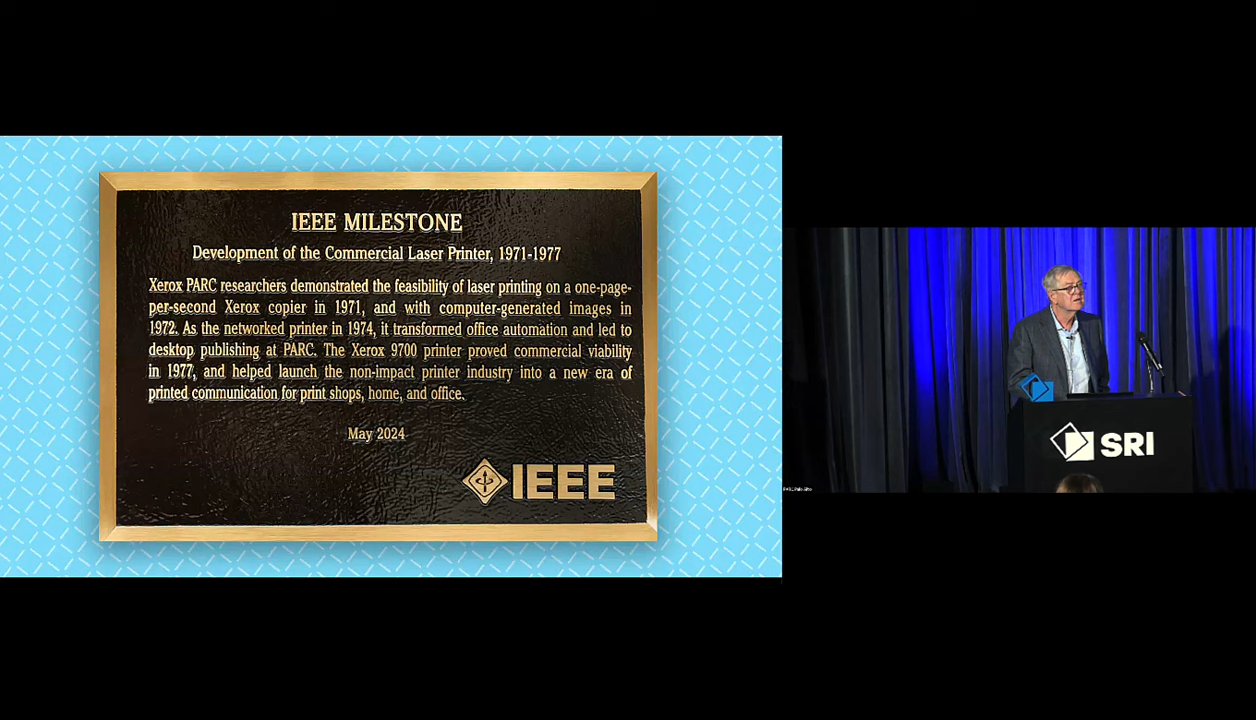 IEEE MILESTONE
Development of the Commercial Laser Printer, 1971-1977
Xerox PARC researchers demonstrated the feasibility of laser printing on a one-page-
per-second Xerox copier in 1971, and with computer-generated images in
1972. As the networked printer in 1974, it transformed office automation and led to
desktop publishing at PARC. The Xerox 9700 printer proved commercial viability
in 1977, and helped launch the non-impact printer industry into a new era of
printed communication for print shops, home, and office.
May 2024
IEEE
SRI